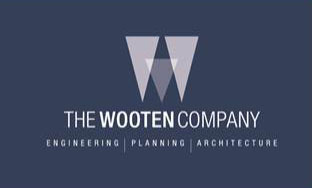 THE WOOTEN COMPANY
ENGINEERING | PLANNING | ARCHITECTURE